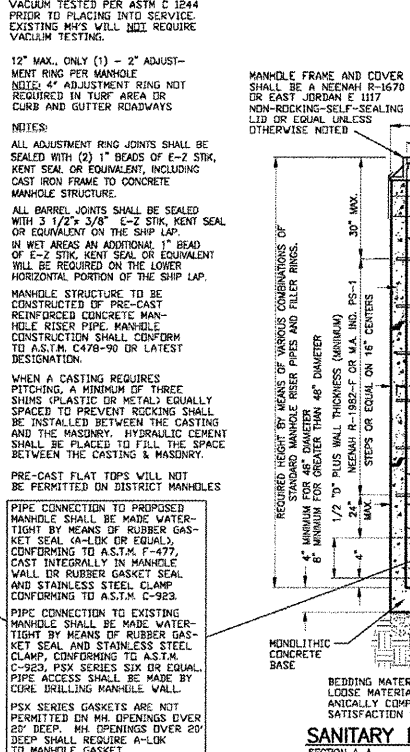 VACUUM TESTED PER ASTM C 1244
PRIOR TO PLACING INTO SERVICE.
EXISTING MH'S WILL NOT REQUIRE
VACUUM TESTING.
12" MAX., ONLY (1) - 2" ADJUST-
MENT RING PER MANHOLE
NOTE: 4" ADJUSTMENT RING NOT
REQUIRED IN TURF AREA OR
CURB AND GUTTER ROADWAYS
NOTES:
ALL ADJUSTMENT RING JOINTS SHALL BE
SEALED WITH (2) 1" BEADS OF E-Z STIK,
KENT SEAL OR EQUIVALENT, INCLUDING
CAST IRON FRAME TO CONCRETE
MANHOLE STRUCTURE.
ALL BARREL JOINTS SHALL BE SEALED
WITH 3 1/2"x 3/8" E-Z STIK, KENT SEAL
OR EQUIVALENT ON THE SHIP LAP.
IN WET AREAS AN ADDITIONAL 1" BEAD
OF E-Z STIK, KENT SEAL OR EQUIVALENT
WILL BE REQUIRED ON THE LOWER
HORIZONTAL PORTION OF THE SHIP LAP.
MANHOLE STRUCTURE TO BE
CONSTRUCTED OF PRE-CAST
REINFORCED CONCRETE MAN-
HOLE RISER PIPE. MANHOLE
CONSTRUCTION SHALL CONFORM
TO A.S.T.M. C478-90 OR LATEST
DESIGNATION.
WHEN A CASTING REQUIRES
PITCHING, A MINIMUM OF THREE
SHIMS (PLASTIC OR METAL) EQUALLY
SPACED TO PREVENT ROCKING SHALL
BE INSTALLED BETWEEN THE CASTING
AND THE MASONRY. HYDRAULIC CEMENT
SHALL BE PLACED TO FILL THE SPACE
BETWEEN THE CASTING & MASONRY.
PRE-CAST FLAT TOPS WILL NOT
BE PERMITTED ON DISTRICT MANHOLES
PIPE CONNECTION TO PROPOSED
MANHOLE SHALL BE MADE WATER-
TIGHT BY MEANS OF RUBBER GAS-
KET SEAL (A-LOK OR EQUAL),
CONFORMING TO A.S.T.M. F-477,
CAST INTEGRALLY IN MANHOLE
WALL OR RUBBER GASKET SEAL
AND STAINLESS STEEL CLAMP
CONFORMING TO A.S.T.M. C-923.
PIPE CONNECTION TO EXISTING
MANHOLE SHALL BE MADE WATER-
TIGHT BY MEANS OF RUBBER GAS-
KET SEAL AND STAINLESS STEEL
CLAMP, CONFORMING TO A.S.T.M.
C-923, PSX SERIES SIX OR EQUAL.
PIPE ACCESS SHALL BE MADE BY
CORE DRILLING MANHOLE WALL.
PSX SERIES GASKETS ARE NOT
PERMITTED ON MH. OPENINGS OVER
20' DEEP. MH. OPENINGS OVER 20'
DEEP SHALL REQUIRE A-LOK
TO MANHOLE GASKET
MANHOLE FRAME AND COVER
SHALL BE A NEENAH R-1670
OR EAST JORDAN E 1117
NON-ROCKING-SELF-SEALING
LID OR EQUAL UNLESS
OTHERWISE NOTED
REQUIRED HEIGHT BY MEANS OF VARIOUS COMBINATIONS OF
STANDARD MANHOLE RISER PIPES AND FILLER RINGS.
4" MINIMUM FOR 48" DIAMETER
8" MINIMUM FOR GREATER THAN 48" DIAMETER
1/2 "D" PLUS WALL THICKNESS (MINIMUM)
NEENAH R-1982-F OR M.A. IND. PS-1
STEPS OR EQUAL ON 16" CENTERS
30" MAX.
24"
MAX.
4"
MONOLITHIC
CONCRETE
BASE
BEDDING MATER
LOOSE MATERIA
ANICALLY COMP
SATISFACTION
SANITARY
SECTION A-A